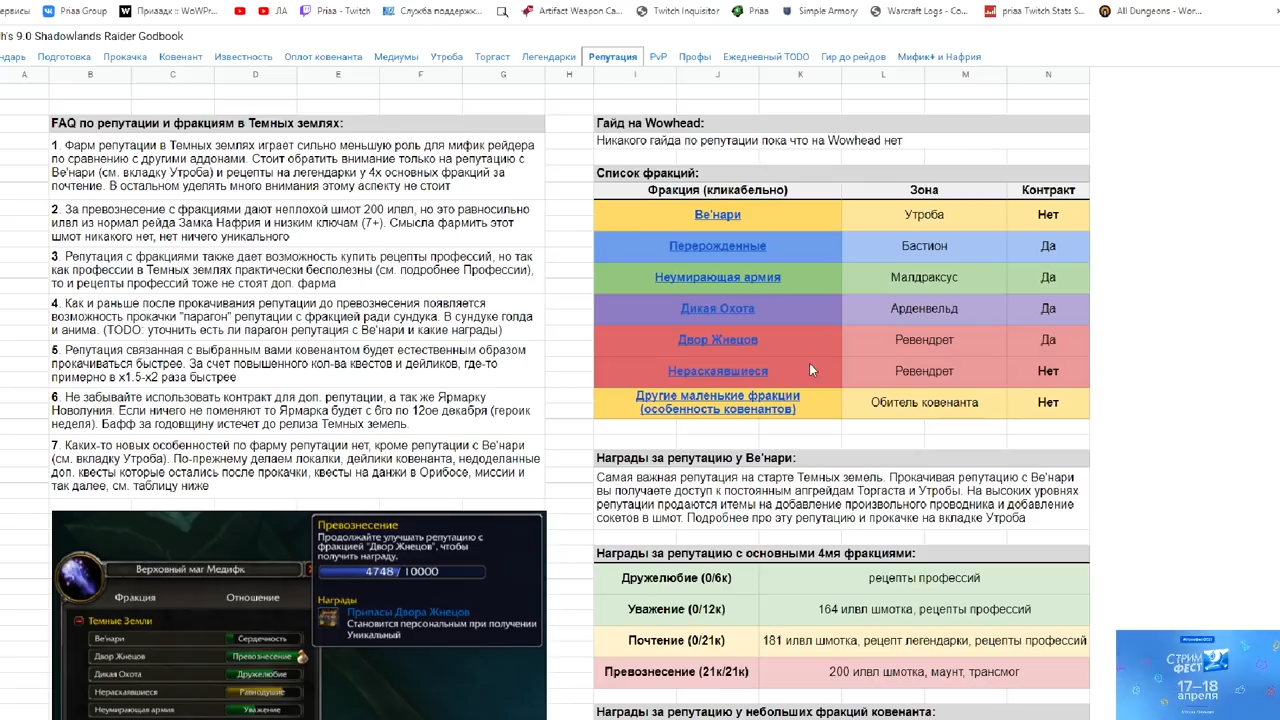 ервисы Priaa Group Приаак :: WoWPr... ЛА Priaa - Twitch Служба поддержк... Artifact Weapon Ca... Twitch Inquisitor Priaa Simple Armory Warcraft Logs - Co... priaa Twitch Stats S... All Dungeons - Wor...
h's 9.0 Shadowlands Raider Godbook
ндарь Подготовка Прокачка Ковенант Известность Оплот ковенанта Медиумы Утроба Торгаст Легендарки Репутация PvP Профы Ежедневный TODO Гир до рейдов Мифик+ и Нафрия
A B C D E F G H I J K L M N
FAQ по репутации и фракциям в Темных землях:
1. Фарм репутации в Темных землях играет сильно меньшую роль для мифик рейдера
по сравнению с другими аддонами. Стоит обратить внимание только на репутацию с
Ве'нари (см. вкладку Утроба) и рецепты на легендарки у 4х основных фракций за
почтение. В остальном уделять много внимания этому аспекту не стоит
2. За превознесение с фракциями дают неплохой шмот 200 илвл, но это равносильно
илвл из нормал рейда Замка Нафрия и низким ключам (7+). Смысла фармить этот
шмот никакого нет, нет ничего уникального
3. Репутация с фракциями также дает возможность купить рецепты профессий, но так
как профессии в Темных землях практически бесполезны (см. подробнее Профессии),
то и рецепты профессий тоже не стоят доп. фарма
4. Как и раньше после прокачивания репутации до превознесения появляется
возможность прокачки "парагон" репутации с фракцией ради сундука. В сундуке голда
и анима. (TODO: уточнить есть ли парагон репутация с Ве'нари и какие награды)
5. Репутация связанная с выбранным вами ковенантом будет естественным образом
прокачиваться быстрее. За счет повышенного кол-ва квестов и дейликов, где-то
примерно в х1.5-х2 раза быстрее
6. Не забывайте использовать контракт для доп. репутации, а так же Ярмарку
Новолуния. Если ничего не поменяют то Ярмарка будет с 6го по 12ое декабря (героик
неделя). Бафф за годовщину истечет до релиза Темных земель.
7. Каких-то новых особенностей по фарму репутации нет, кроме репутации с Ве'нари
(см. вкладку Утроба). По-прежнему делаем локалки, дейлики ковенанта, недоделанные
доп. квесты которые остались после прокачки, квесты на данжи в Орибосе, миссии и
так далее, см. таблицу ниже
Превознесение
Продолжайте улучшать репутацию с
фракцией "Двор Жнецов", чтобы
получить награду.
4748 / 10000
Награды
Припасы Двора Жнецов
Становится персональным при получении
Уникальный
Верховный маг Медифк
Фракция Отношение
Темные Земли
Ве'нари Сердечность
Двор Жнецов Превознесение
Дикая Охота Дружелюбие
Нераскаявшиеся Равнодушие
Неумирающая армия Уважение
Гайд на Wowhead:
Никакого гайда по репутации пока что на Wowhead нет
Список фракций:
Фракция (кликабельно) Зона Контракт
Ве'нари Утроба Нет
Перерожденные Бастион Да
Неумирающая армия Малдраксус Да
Дикая Охота Арденвельд Да
Двор Жнецов Ревендрет Да
Нераскаявшиеся Ревендрет Нет
Другие маленькие фракции
(особенность ковенантов) Обитель ковенанта Нет
Награды за репутацию у Ве'нари:
Самая важная репутация на старте Темных земель. Прокачивая репутацию с Ве'нари
вы получаете доступ к постоянным апгрейдам Торгаста и Утробы. На высоких уровнях
репутации продаются итемы на добавление произвольного проводника и добавление
сокетов в шмот. Подробнее про эту репутацию и прокачке на вкладке Утроба
Награды за репутацию с основными 4мя фракциями:
Дружелюбие (0/6к) рецепты профессий
Уважение (0/12к) 164 илвл шмотка, рецепты профессий
Почтение (0/21к) 181 илвл шмотка, рецепт легендарки, рецепты профессий
Превознесение (21/21к) 200 илвл шмотка, маунт, трансмог
Награды за репутацию у небольших фракций ковенанта:
СТРИМ
ФЕСТ
17–18
апреля